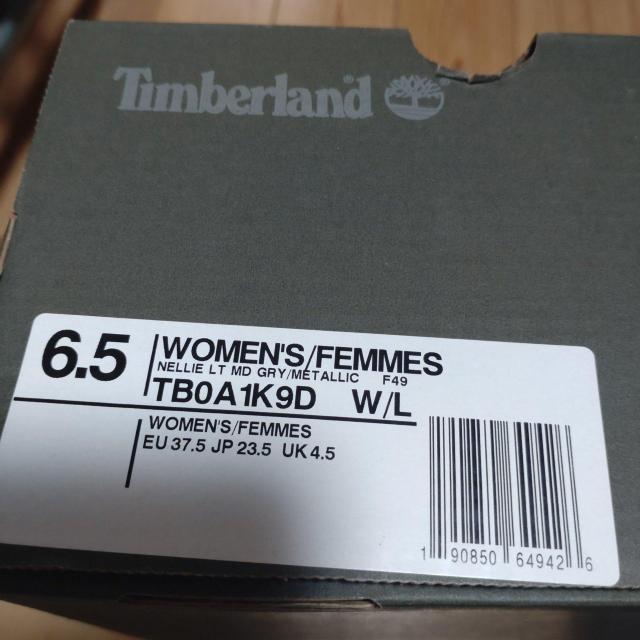 Timberland
6.5
WOMEN'S/FEMMES
NELLIE LT MD GRY/METALLIC F49
TB0A1K9D W/L
WOMEN'S/FEMMES
EU 37.5 JP 23.5 UK 4.5
1 90850 64942 6